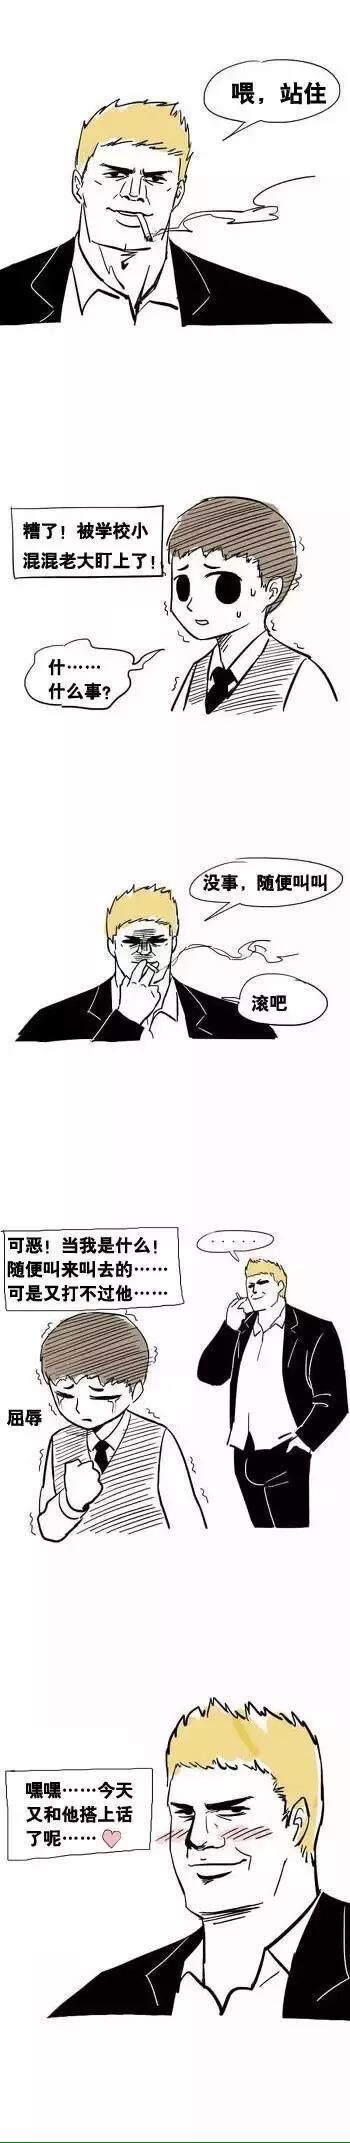 喂，站住
糟了！被学校小
混混老大盯上了！
什……
什么事?
没事，随便叫叫
滚吧
可恶！当我是什么！
随便叫来叫去的……
可是又打不过他……
······
屈辱
嘿嘿……今天
又和他搭上话
了呢……♥